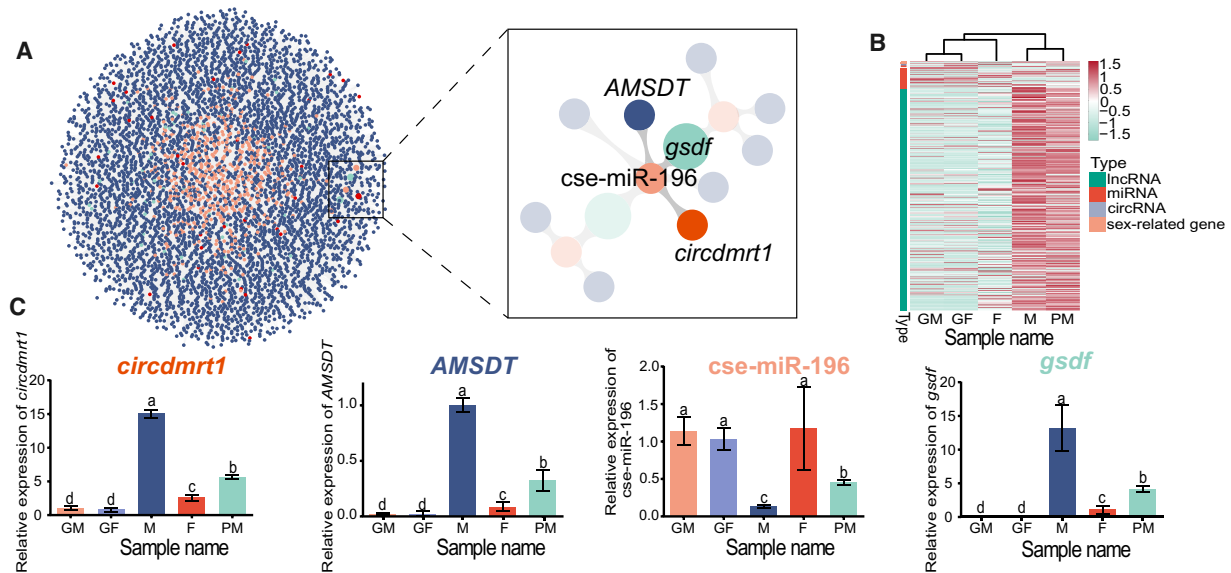 A
AMSDT
gsdf
cse-miR-196
circdmrt1
B
1.5
1
0.5
0
−0.5
−1
−1.5
Type
lncRNA
miRNA
circRNA
sex-related gene
Type
GM GF F M PM
Sample name
C
circdmrt1
Relative expression of circdmrt1
20
15
10
5
0
d d a c b
GM GF M F PM
Sample name
AMSDT
Relative expression of AMSDT
1.0
0.5
0.0
d d a c b
GM GF M F PM
Sample name
cse-miR-196
Relative expression of
cse-miR-196
2.0
1.5
1.0
0.5
0
a a c a b
GM GF M F PM
Sample name
gsdf
Relative expression of gsdf
20
15
10
5
0
d d a c b
GM GF M F PM
Sample name